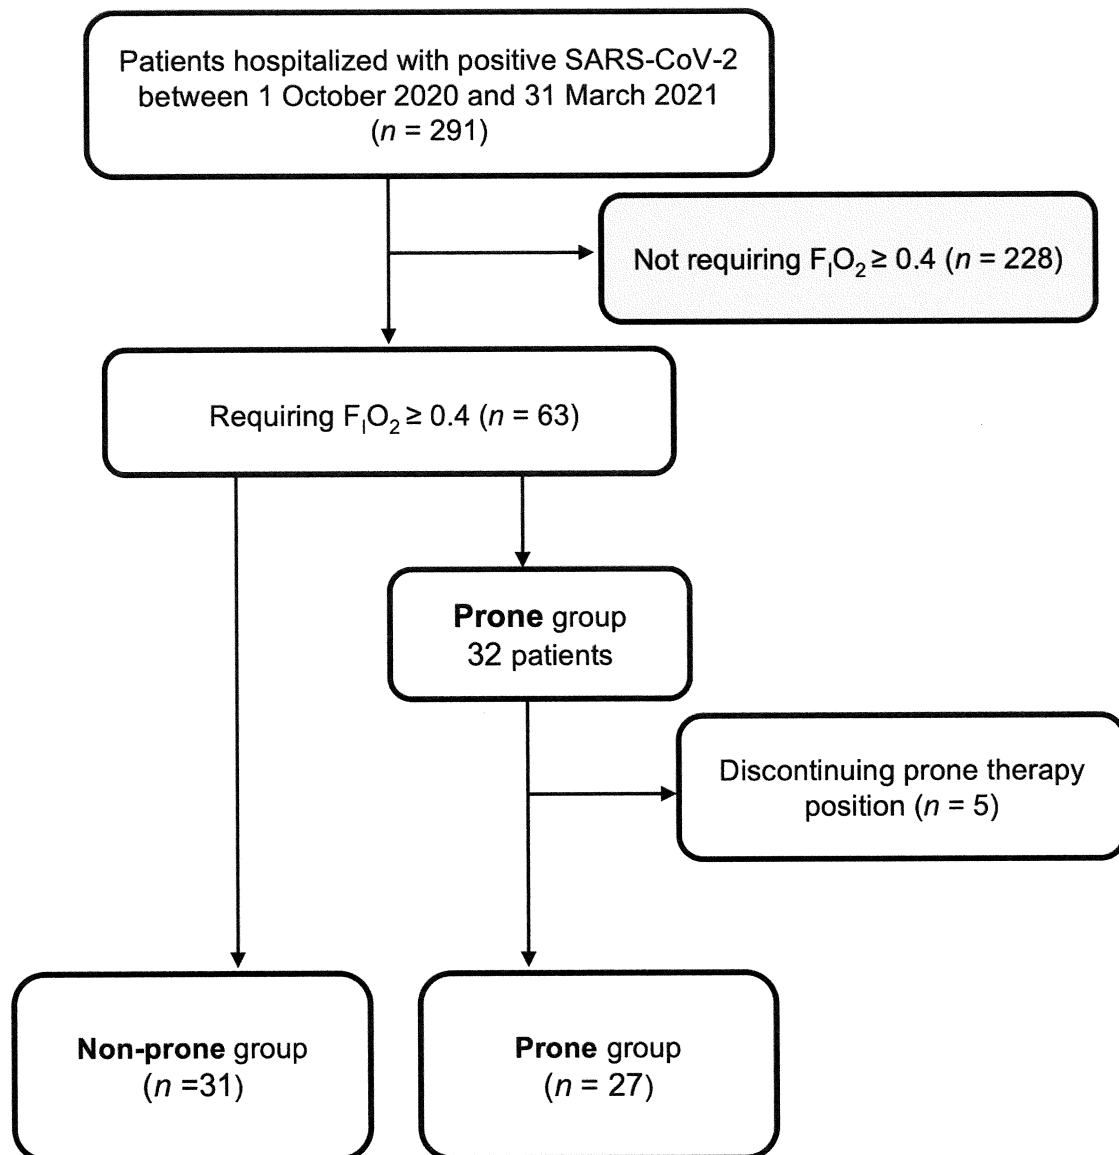 Patients hospitalized with positive SARS-CoV-2
between 1 October 2020 and 31 March 2021
(n = 291)
Not requiring FIO2 ≥ 0.4 (n = 228)
Requiring FIO2 ≥ 0.4 (n = 63)
Prone group
32 patients
Discontinuing prone therapy
position (n = 5)
Non-prone group
(n =31)
Prone group
(n = 27)